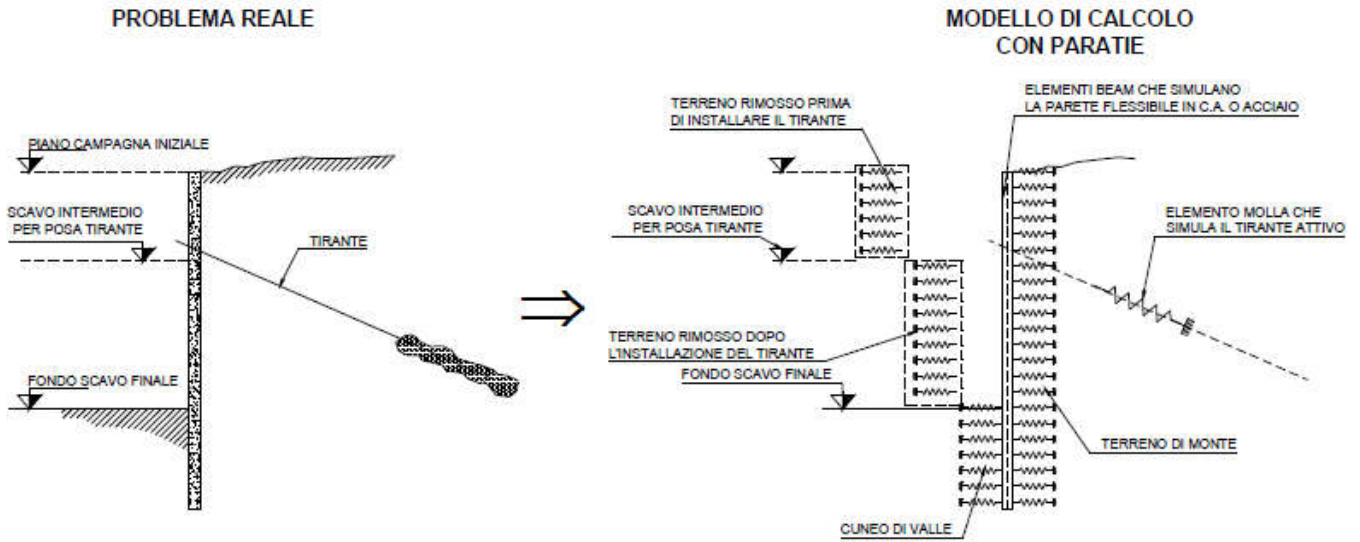 PROBLEMA REALE
PIANO CAMPAGNA INIZIALE
SCAVO INTERMEDIO
PER POSA TIRANTE
TIRANTE
FONDO SCAVO FINALE
MODELLO DI CALCOLO
CON PARATIE
TERRENO RIMOSSO PRIMA
DI INSTALLARE IL TIRANTE
ELEMENTI BEAM CHE SIMULANO
LA PARETE FLESSIBILE IN C.A. O ACCIAIO
SCAVO INTERMEDIO
PER POSA TIRANTE
ELEMENTO MOLLA CHE
SIMULA IL TIRANTE ATTIVO
TERRENO RIMOSSO DOPO
L'INSTALLAZIONE DEL TIRANTE
FONDO SCAVO FINALE
TERRENO DI MONTE
CUNEO DI VALLE